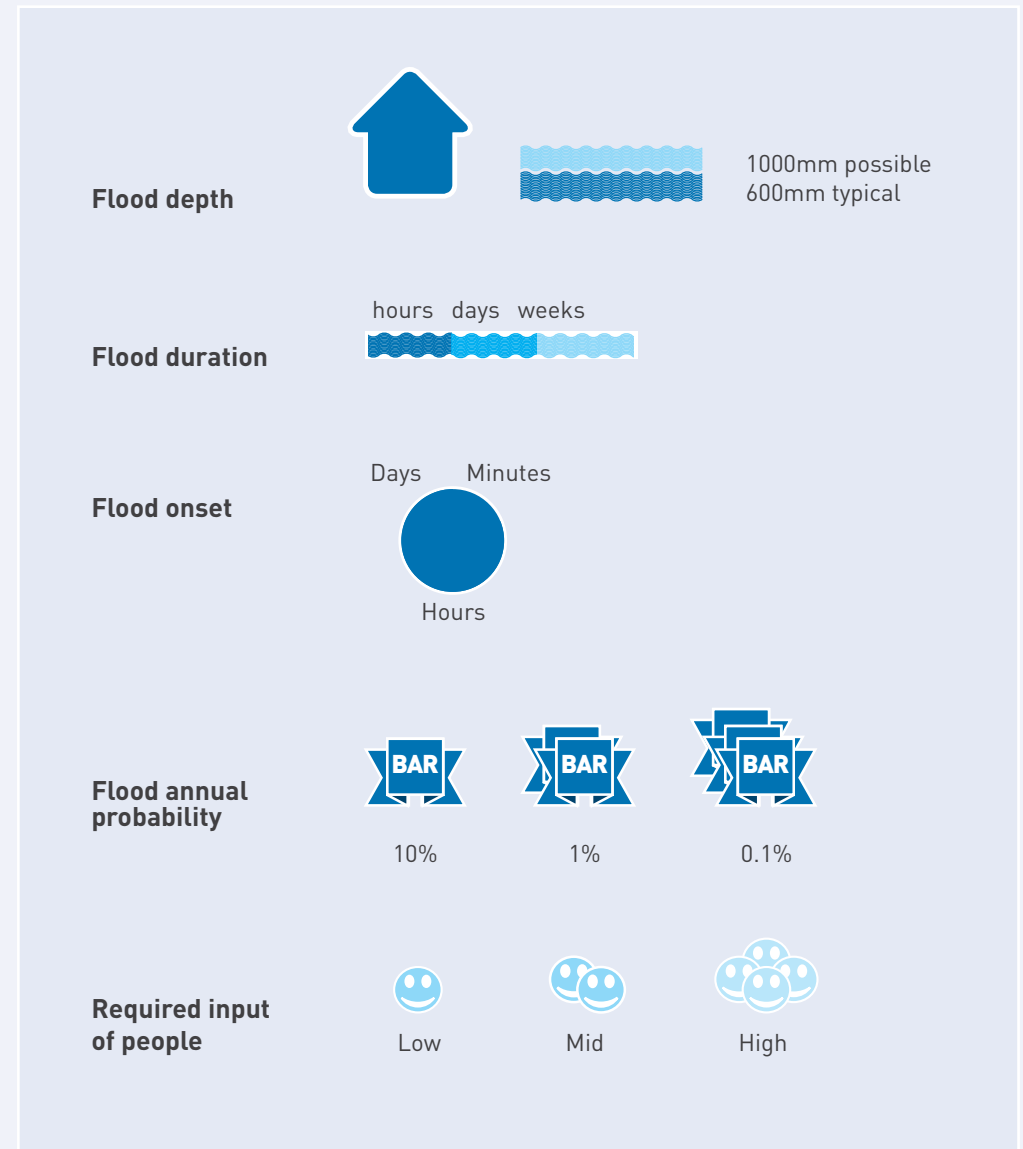 Flood depth
1000mm possible
600mm typical
Flood duration
hours days weeks
Flood onset
Days Minutes
Hours
Flood annual
probability
BAR BAR BAR
10% 1% 0.1%
Required input
of people
Low Mid High